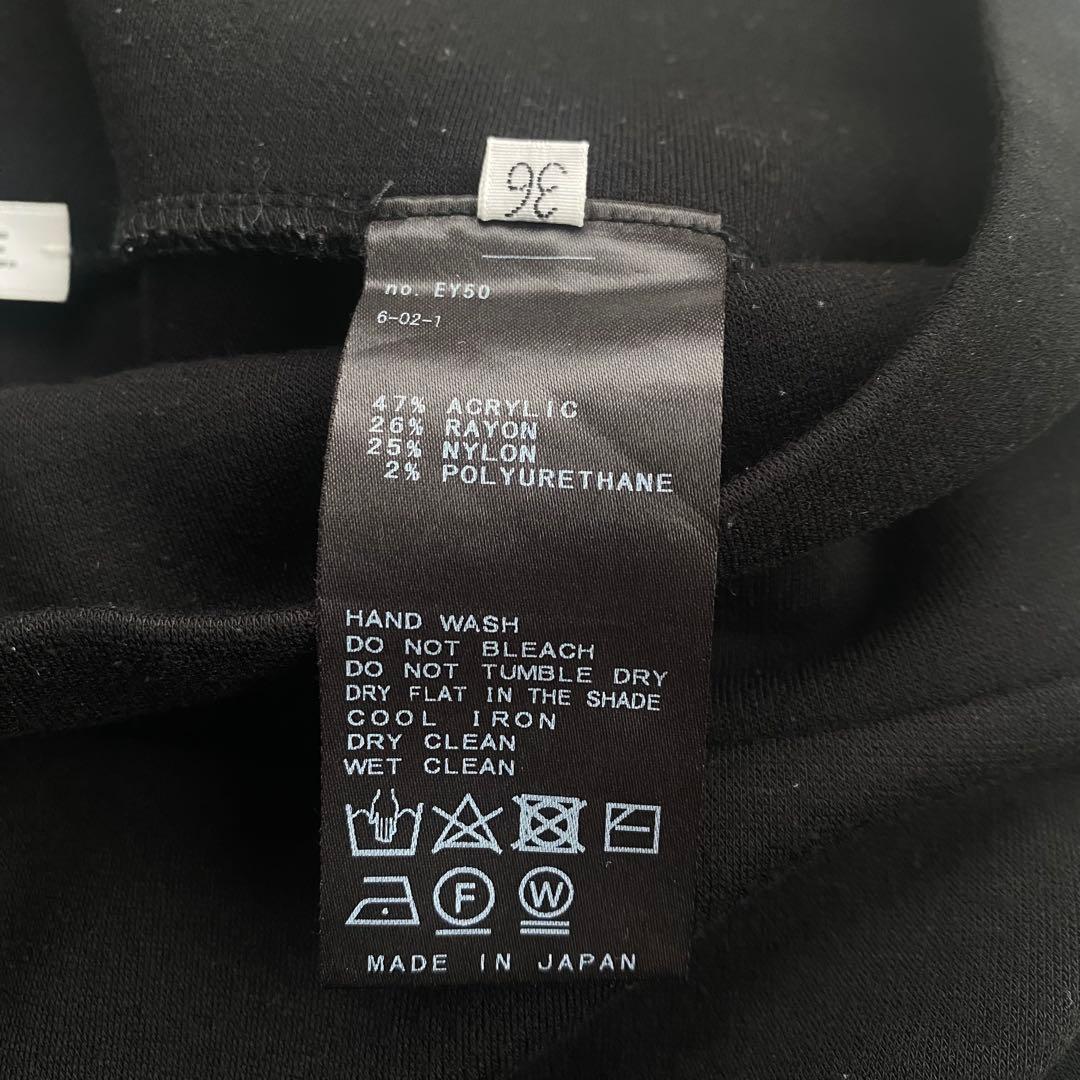 36
no. EY50
6-02-1
47% ACRYLIC
26% RAYON
25% NYLON
2% POLYURETHANE
HAND WASH
DO NOT BLEACH
DO NOT TUMBLE DRY
DRY FLAT IN THE SHADE
COOL IRON
DRY CLEAN
WET CLEAN
F W
MADE IN JAPAN